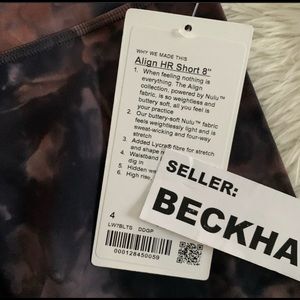 WHY WE MADE THIS
Align HR Short 8"
1. When feeling nothing is
everything. The Align
collection, powered by Nulu™
fabric, is so weightless and
buttery soft, all you feel is
your practice
2. Our buttery-soft Nulu™ fabric
feels weightlessly light and is
sweat-wicking and four-way
stretch
3. Added Lycra® fibre for stretch
and shape
4. Waistband
dig in
5. Hidden
6. High rise,
4
LW7BLTS DDGP
000128450059
SELLER:
BECKHA